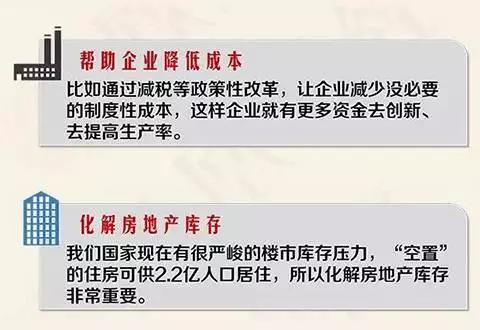 帮助企业降低成本
比如通过减税等政策性改革，让企业减少没必要
的制度性成本，这样企业就有更多资金去创新、
去提高生产率。
化解房地产库存
我们国家现在有很严峻的楼市库存压力，“空置”
的住房可供2.2亿人口居住，所以化解房地产库存
非常重要。